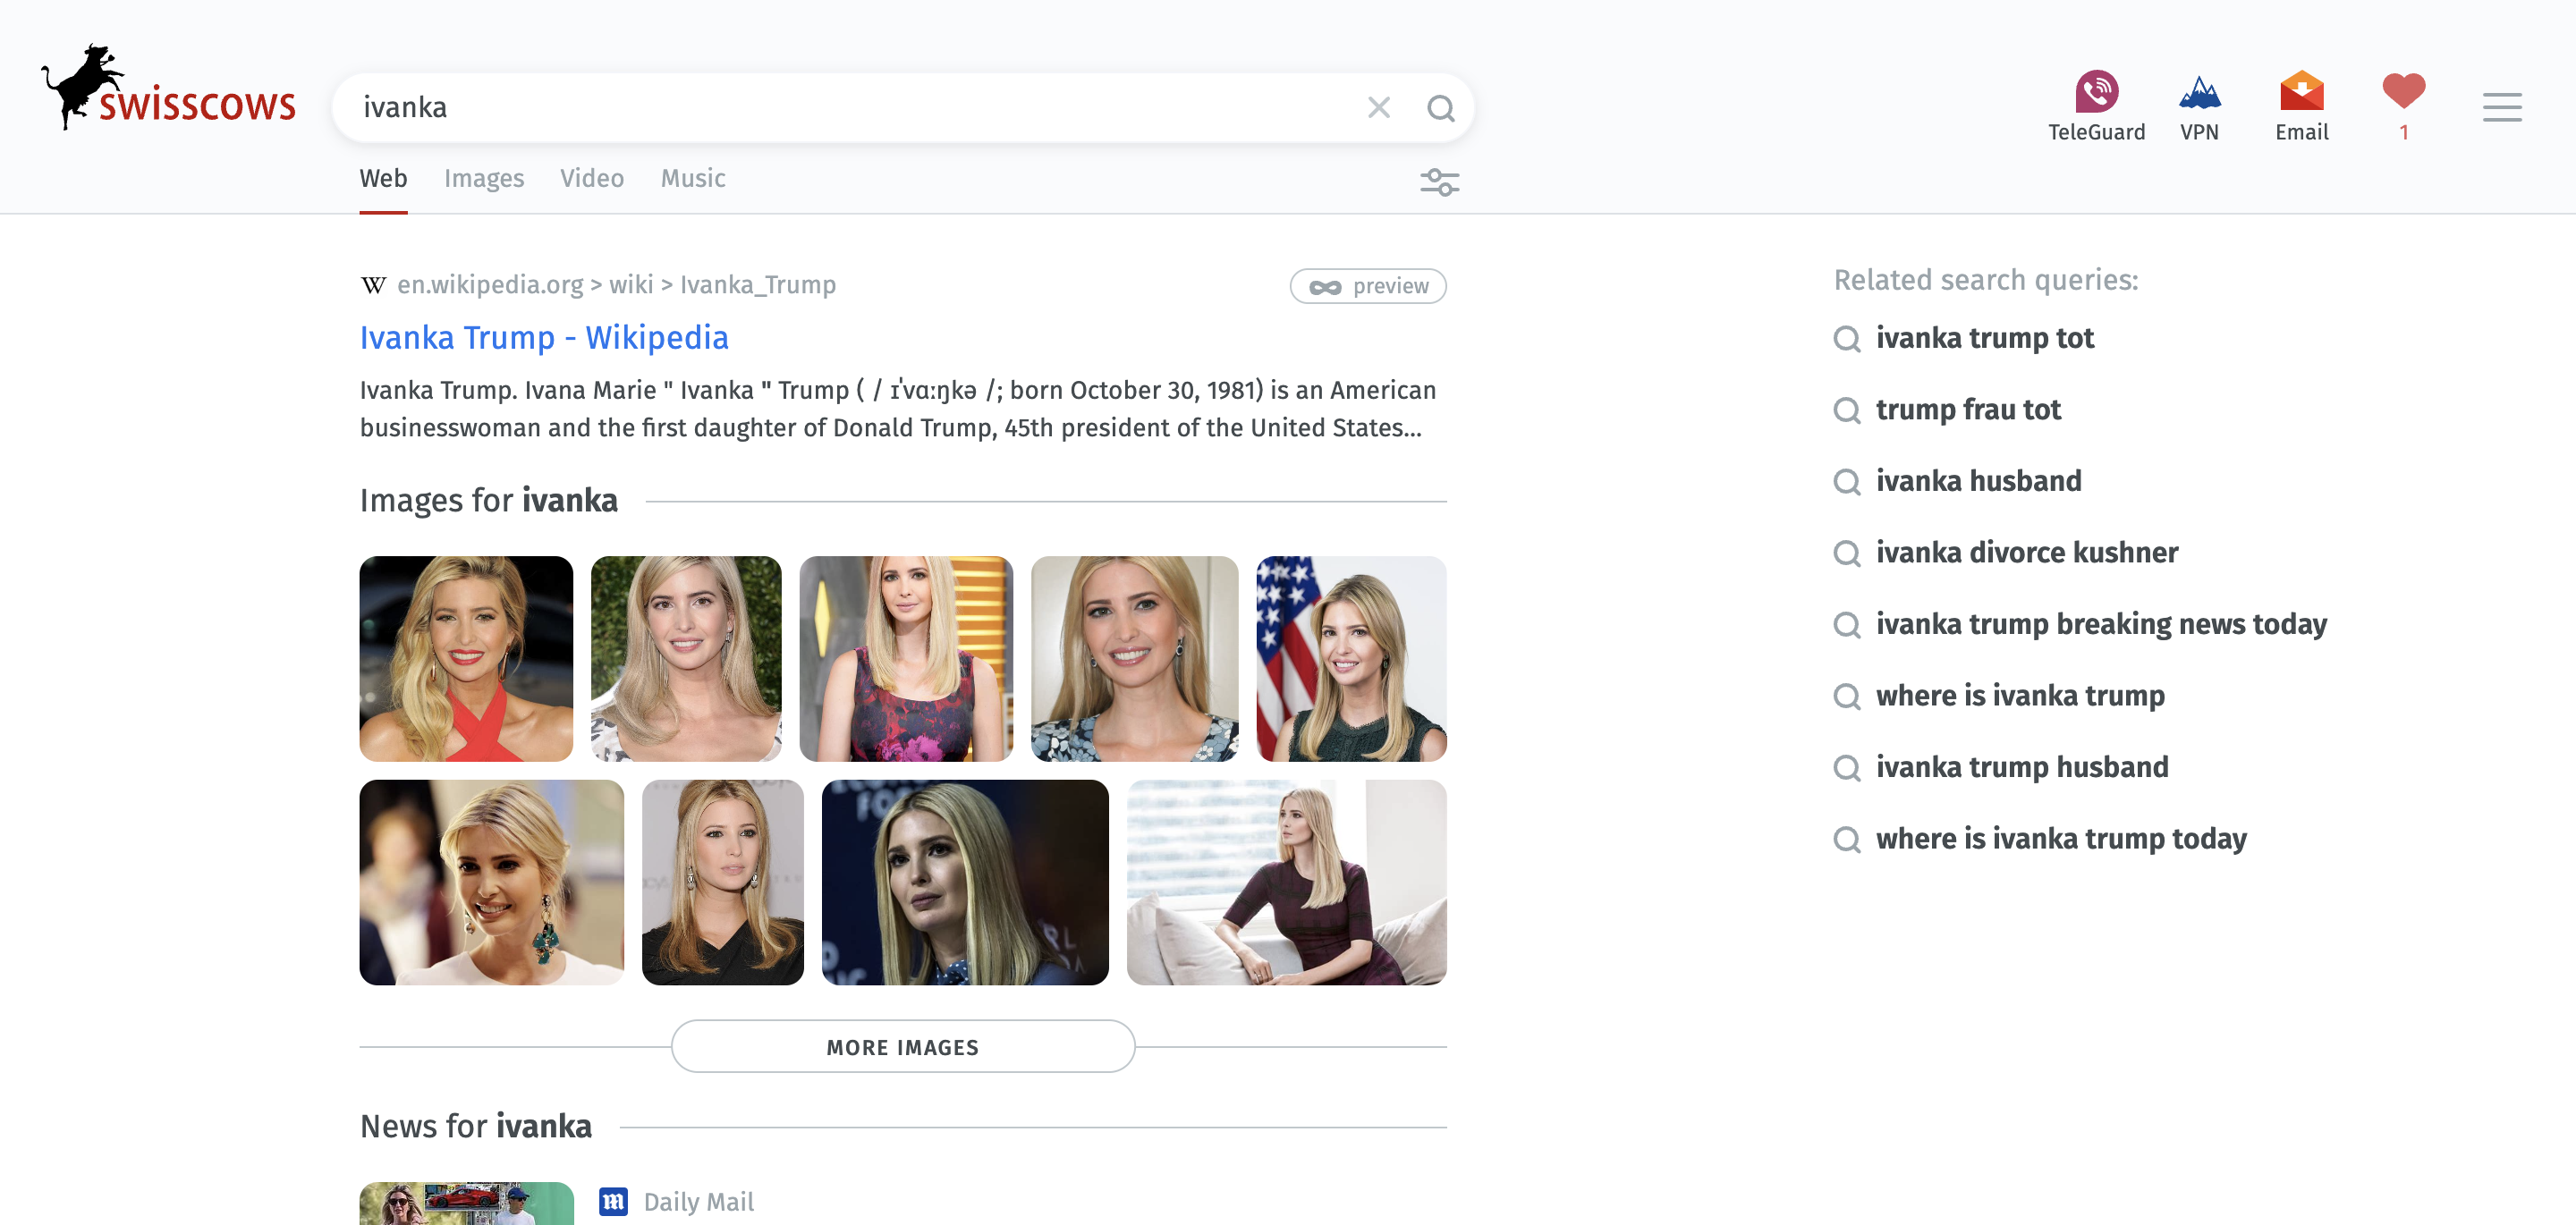 swisscows
ivanka
TeleGuard
VPN
Email
1
Web
Images
Video
Music
en.wikipedia.org > wiki > Ivanka_Trump
preview
Ivanka Trump - Wikipedia
Ivanka Trump. Ivana Marie " Ivanka " Trump ( / ɪˈvɑːŋkə /; born October 30, 1981) is an American
businesswoman and the first daughter of Donald Trump, 45th president of the United States...
Images for ivanka
MORE IMAGES
News for ivanka
Daily Mail
Related search queries:
ivanka trump tot
trump frau tot
ivanka husband
ivanka divorce kushner
ivanka trump breaking news today
where is ivanka trump
ivanka trump husband
where is ivanka trump today